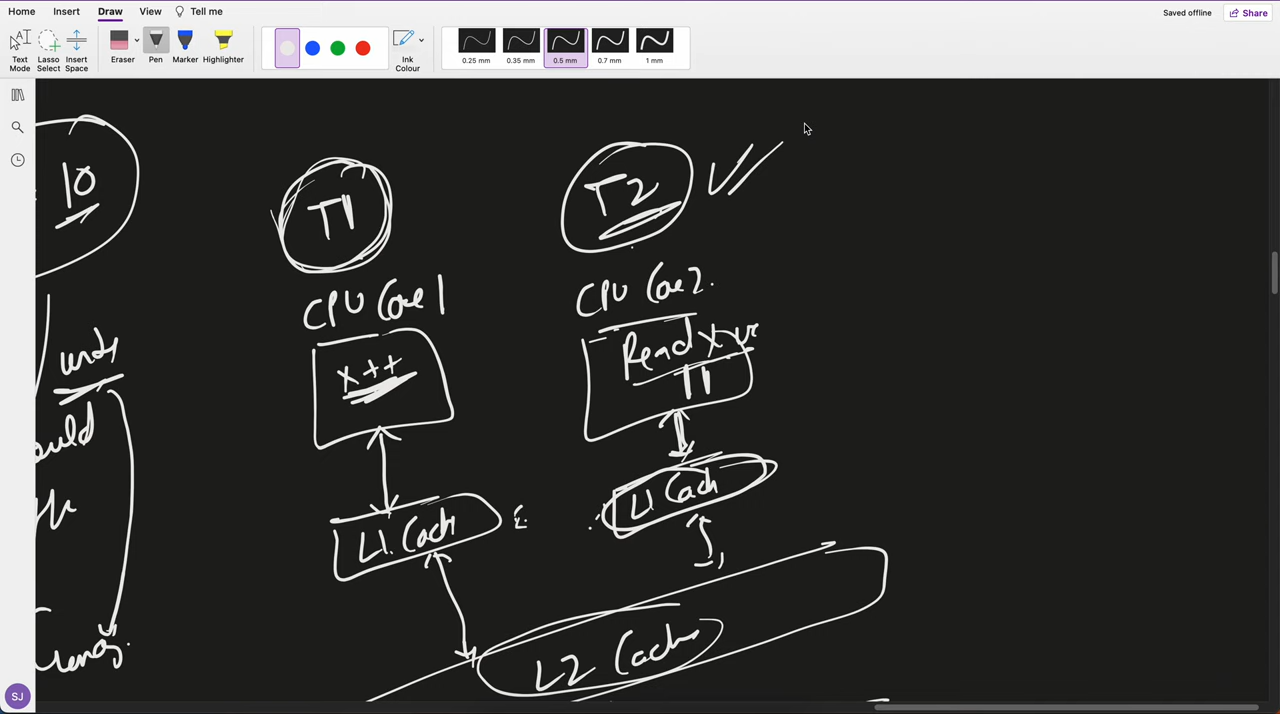 Home Insert Draw View Tell me
Saved offline Share
Text Mode
Lasso Select
Insert Space
Eraser
Pen
Marker
Highlighter
Ink Colour
0.25 mm
0.35 mm
0.5 mm
0.7 mm
1 mm
10
T1
T2
CPU Core 1
CPU Core 2.
x++
Read x
T1
L1 Cach
L1. Cach
L2 Cache
SJ